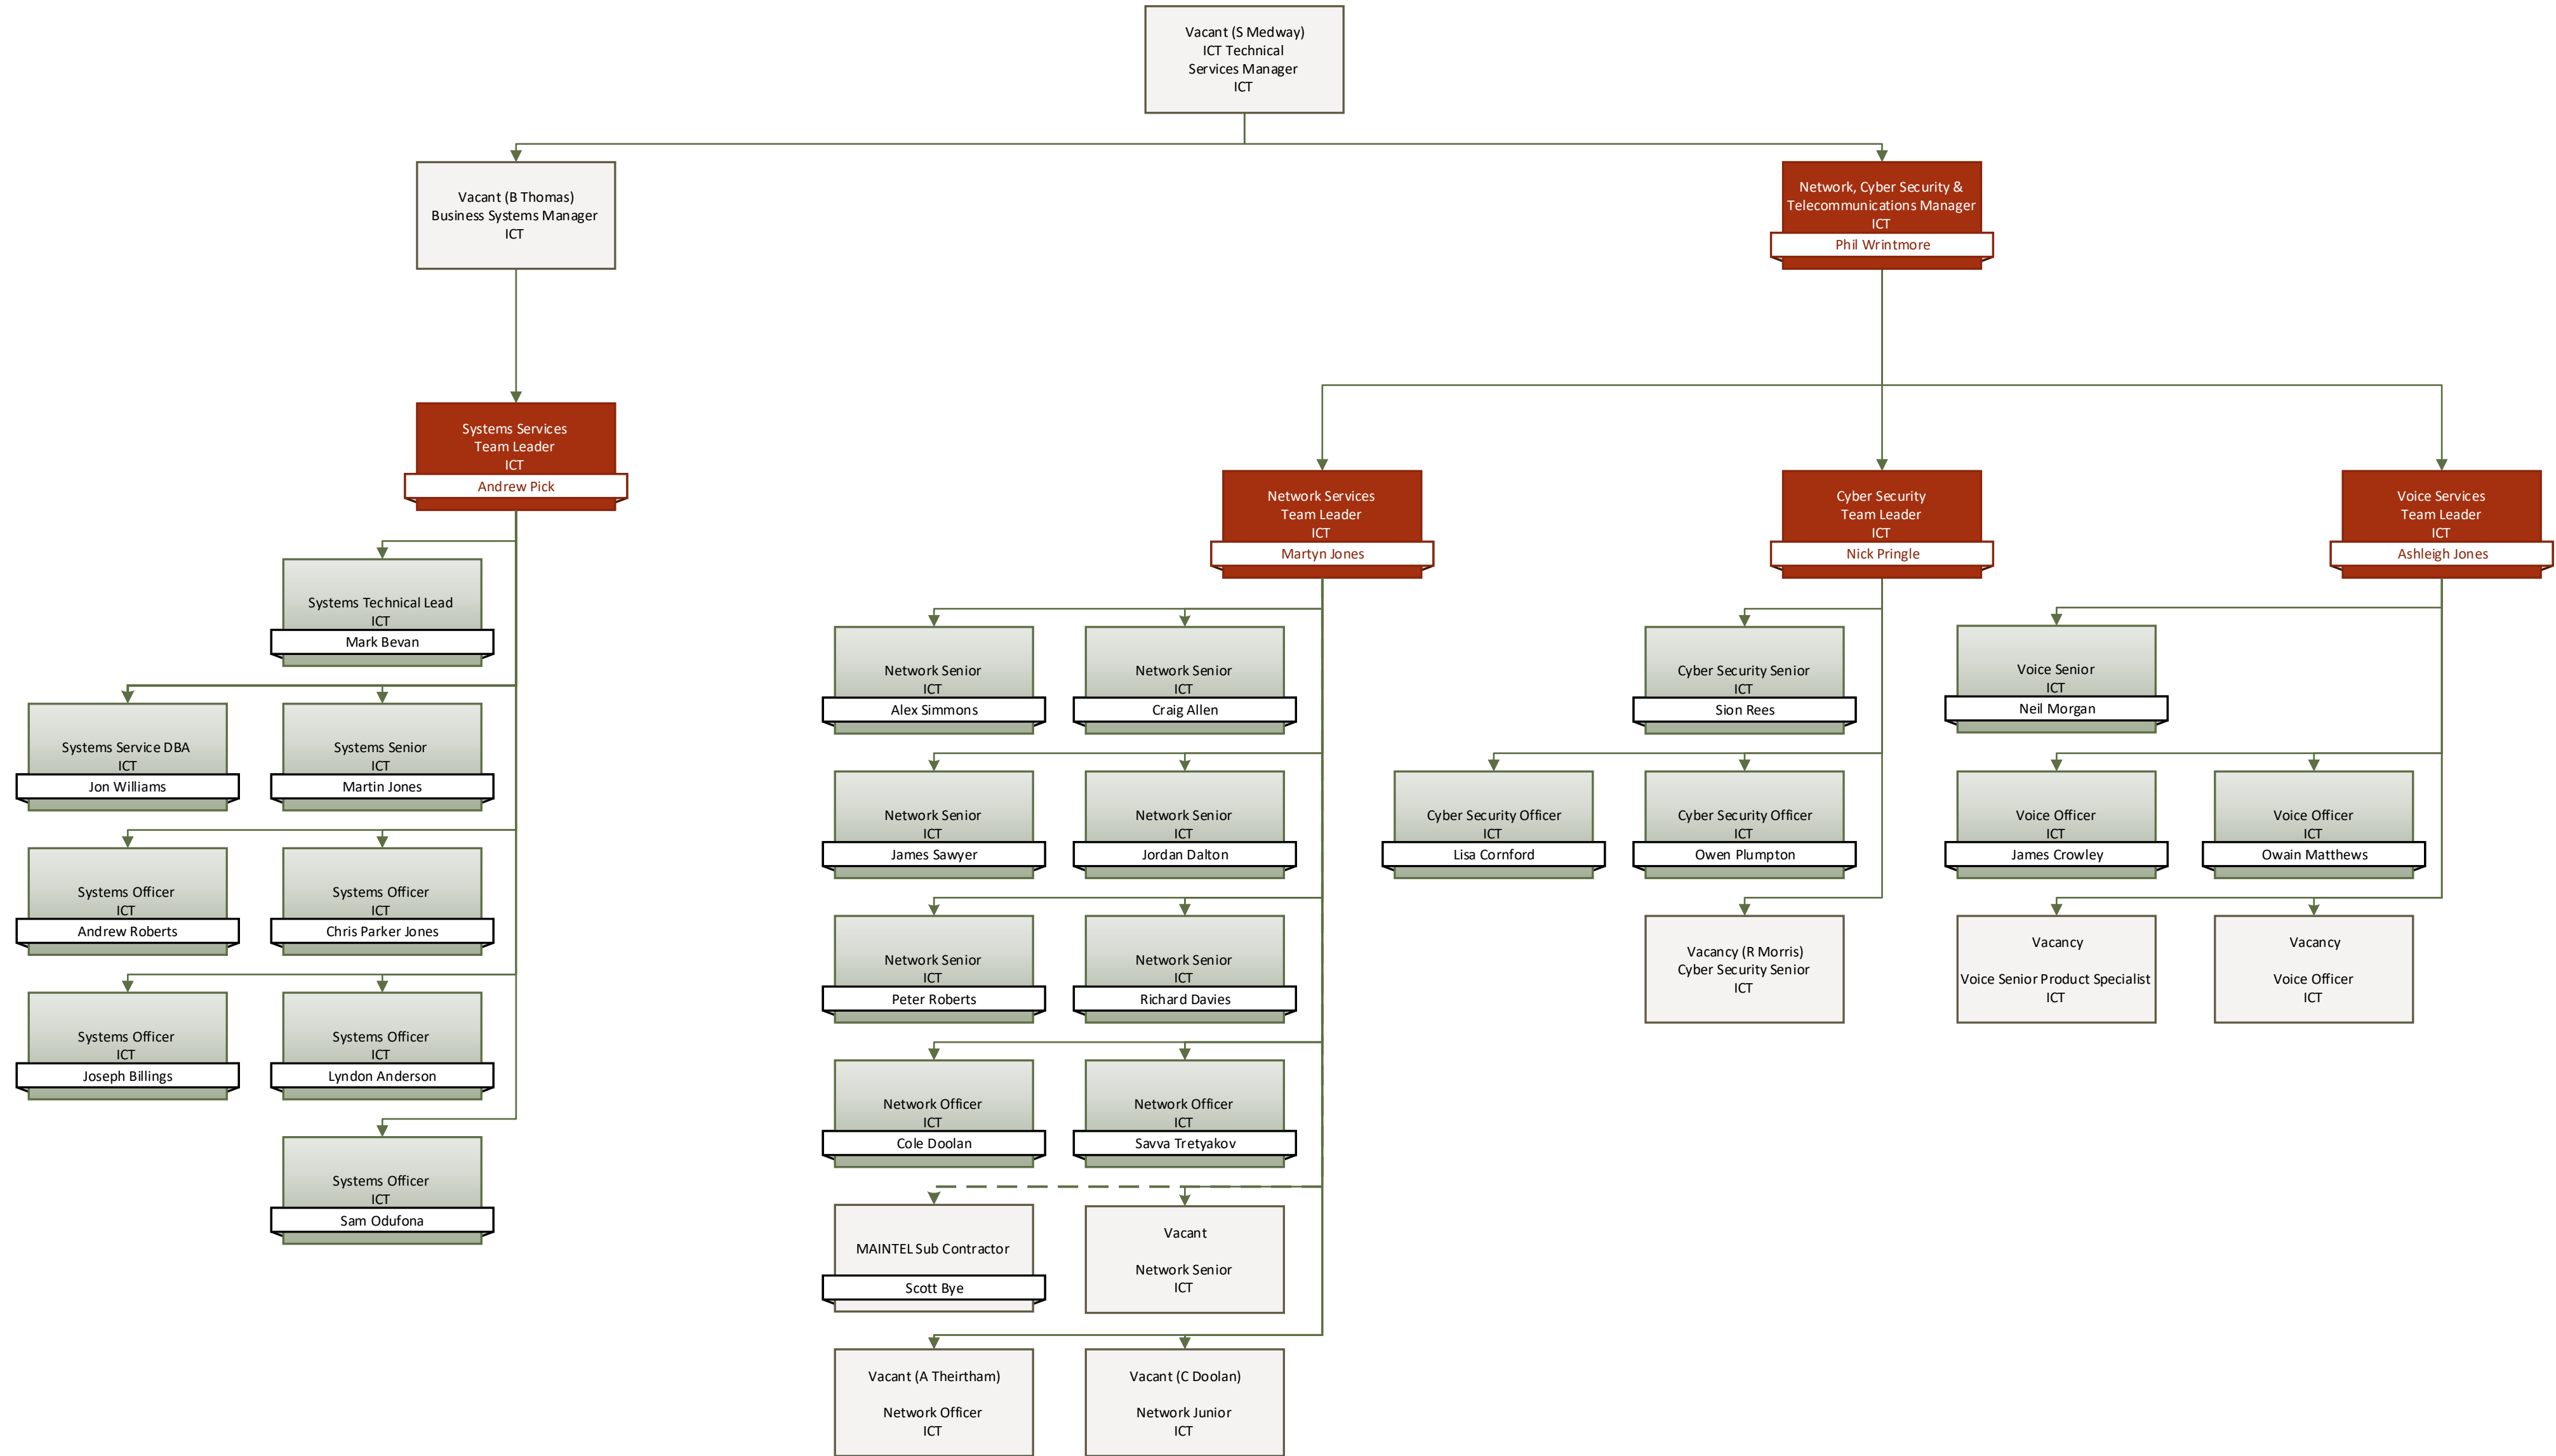 Vacant (S Medway)
ICT Technical
Services Manager
ICT
Vacant (B Thomas)
Business Systems Manager
ICT
Network, Cyber Security &
Telecommunications Manager
ICT
Phil Wrintmore
Systems Services
Team Leader
ICT
Andrew Pick
Network Services
Team Leader
ICT
Martyn Jones
Cyber Security
Team Leader
ICT
Nick Pringle
Voice Services
Team Leader
ICT
Ashleigh Jones
Systems Technical Lead
ICT
Mark Bevan
Systems Service DBA
ICT
Jon Williams
Systems Senior
ICT
Martin Jones
Systems Officer
ICT
Andrew Roberts
Systems Officer
ICT
Chris Parker Jones
Systems Officer
ICT
Joseph Billings
Systems Officer
ICT
Lyndon Anderson
Systems Officer
ICT
Sam Odufona
Network Senior
ICT
Alex Simmons
Network Senior
ICT
Craig Allen
Network Senior
ICT
James Sawyer
Network Senior
ICT
Jordan Dalton
Network Senior
ICT
Peter Roberts
Network Senior
ICT
Richard Davies
Network Officer
ICT
Cole Doolan
Network Officer
ICT
Savva Tretyakov
MAINTEL Sub Contractor
Scott Bye
Vacant
Network Senior
ICT
Vacant (A Theirtham)
Network Officer
ICT
Vacant (C Doolan)
Network Junior
ICT
Cyber Security Senior
ICT
Sion Rees
Cyber Security Officer
ICT
Lisa Cornford
Cyber Security Officer
ICT
Owen Plumpton
Vacancy (R Morris)
Cyber Security Senior
ICT
Voice Senior
ICT
Neil Morgan
Voice Officer
ICT
James Crowley
Voice Officer
ICT
Owain Matthews
Vacancy
Voice Senior Product Specialist
ICT
Vacancy
Voice Officer
ICT